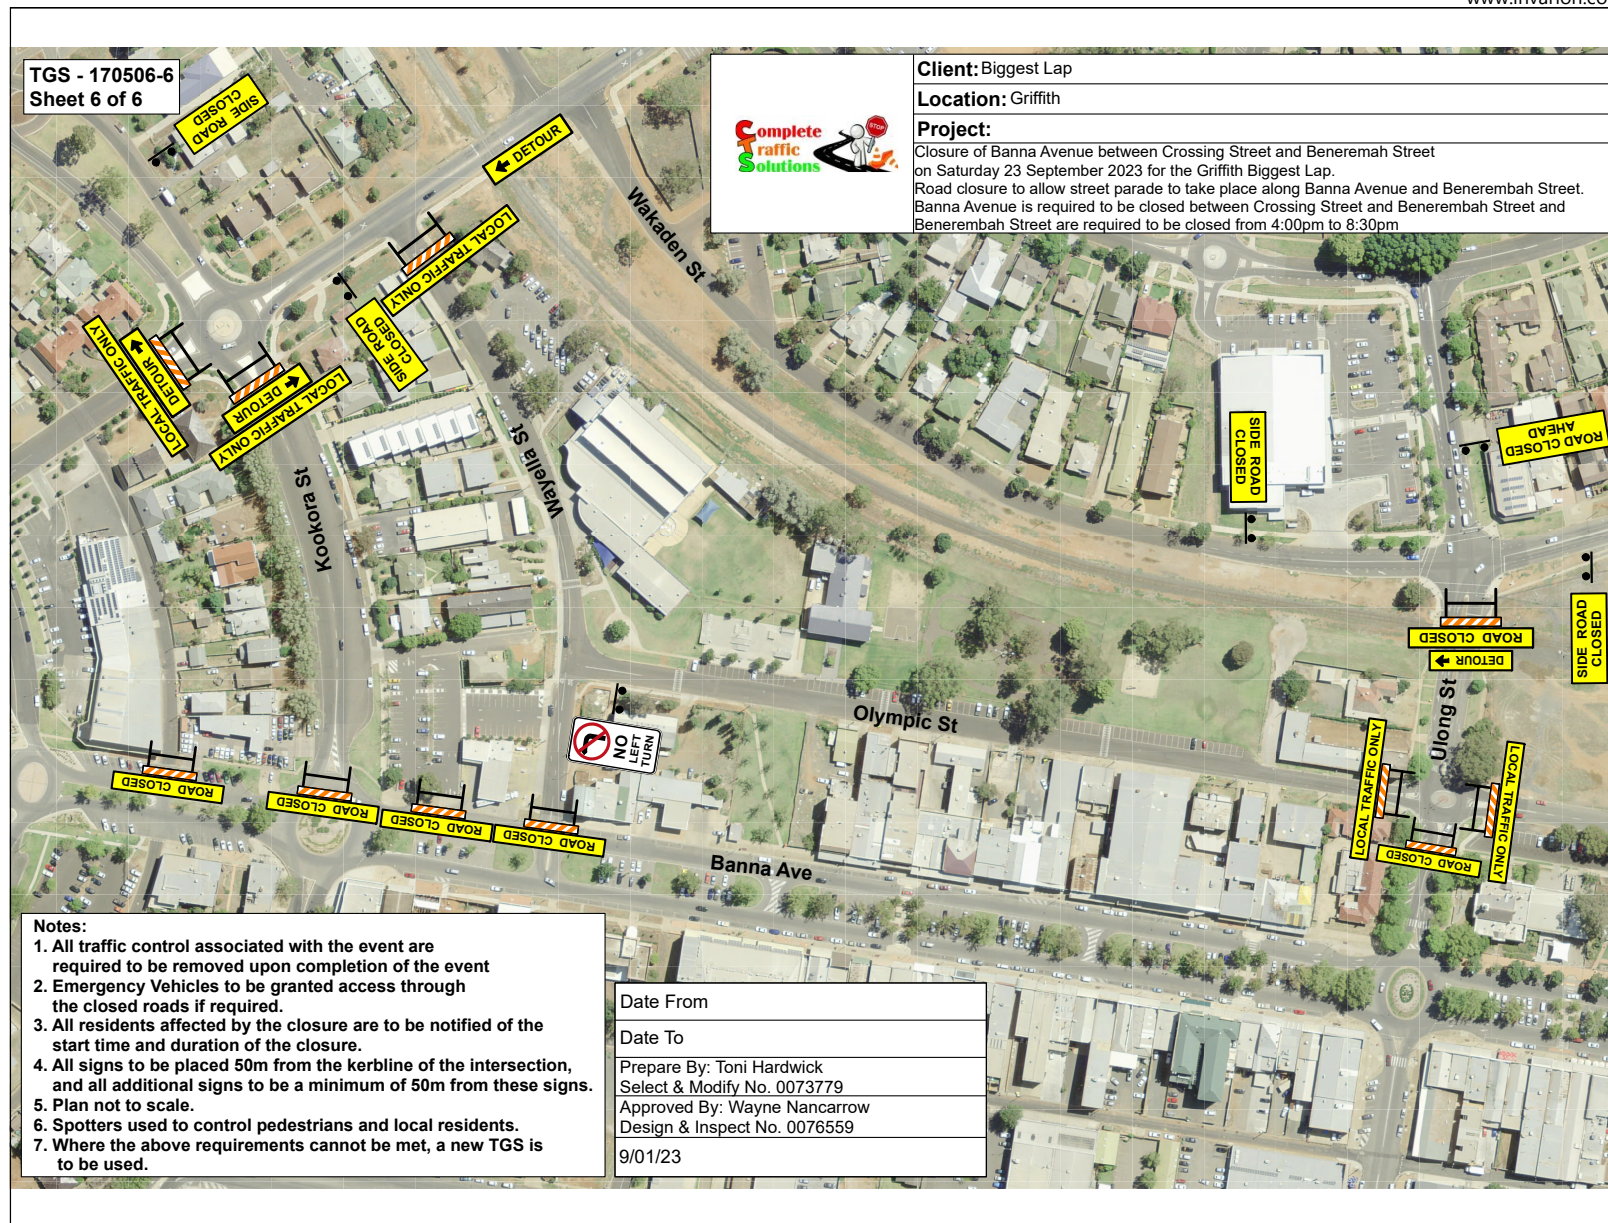 www.invarion.co
TGS - 170506-6
Sheet 6 of 6
Complete
Traffic
Solutions
STOP
Client: Biggest Lap
Location: Griffith
Project:
Closure of Banna Avenue between Crossing Street and Beneremah Street
on Saturday 23 September 2023 for the Griffith Biggest Lap.
Road closure to allow street parade to take place along Banna Avenue and Benerembah Street.
Banna Avenue is required to be closed between Crossing Street and Benerembah Street and
Benerembah Street are required to be closed from 4:00pm to 8:30pm
SIDE ROAD
CLOSED
DETOUR
Wakaden St
LOCAL TRAFFIC ONLY
SIDE ROAD
CLOSED
LOCAL TRAFFIC ONLY
DETOUR
DETOUR
LOCAL TRAFFIC ONLY
Kookora St
Wayella St
SIDE ROAD
CLOSED
ROAD CLOSED
AHEAD
SIDE ROAD
CLOSED
ROAD CLOSED
DETOUR
Ulong St
Olympic St
NO
LEFT
TURN
LOCAL TRAFFIC ONLY
LOCAL TRAFFIC ONLY
ROAD CLOSED
ROAD CLOSED
ROAD CLOSED
ROAD CLOSED
ROAD CLOSED
Banna Ave
Notes:
1. All traffic control associated with the event are
required to be removed upon completion of the event
2. Emergency Vehicles to be granted access through
the closed roads if required.
3. All residents affected by the closure are to be notified of the
start time and duration of the closure.
4. All signs to be placed 50m from the kerbline of the intersection,
and all additional signs to be a minimum of 50m from these signs.
5. Plan not to scale.
6. Spotters used to control pedestrians and local residents.
7. Where the above requirements cannot be met, a new TGS is
to be used.
Date From
Date To
Prepare By: Toni Hardwick
Select & Modify No. 0073779
Approved By: Wayne Nancarrow
Design & Inspect No. 0076559
9/01/23